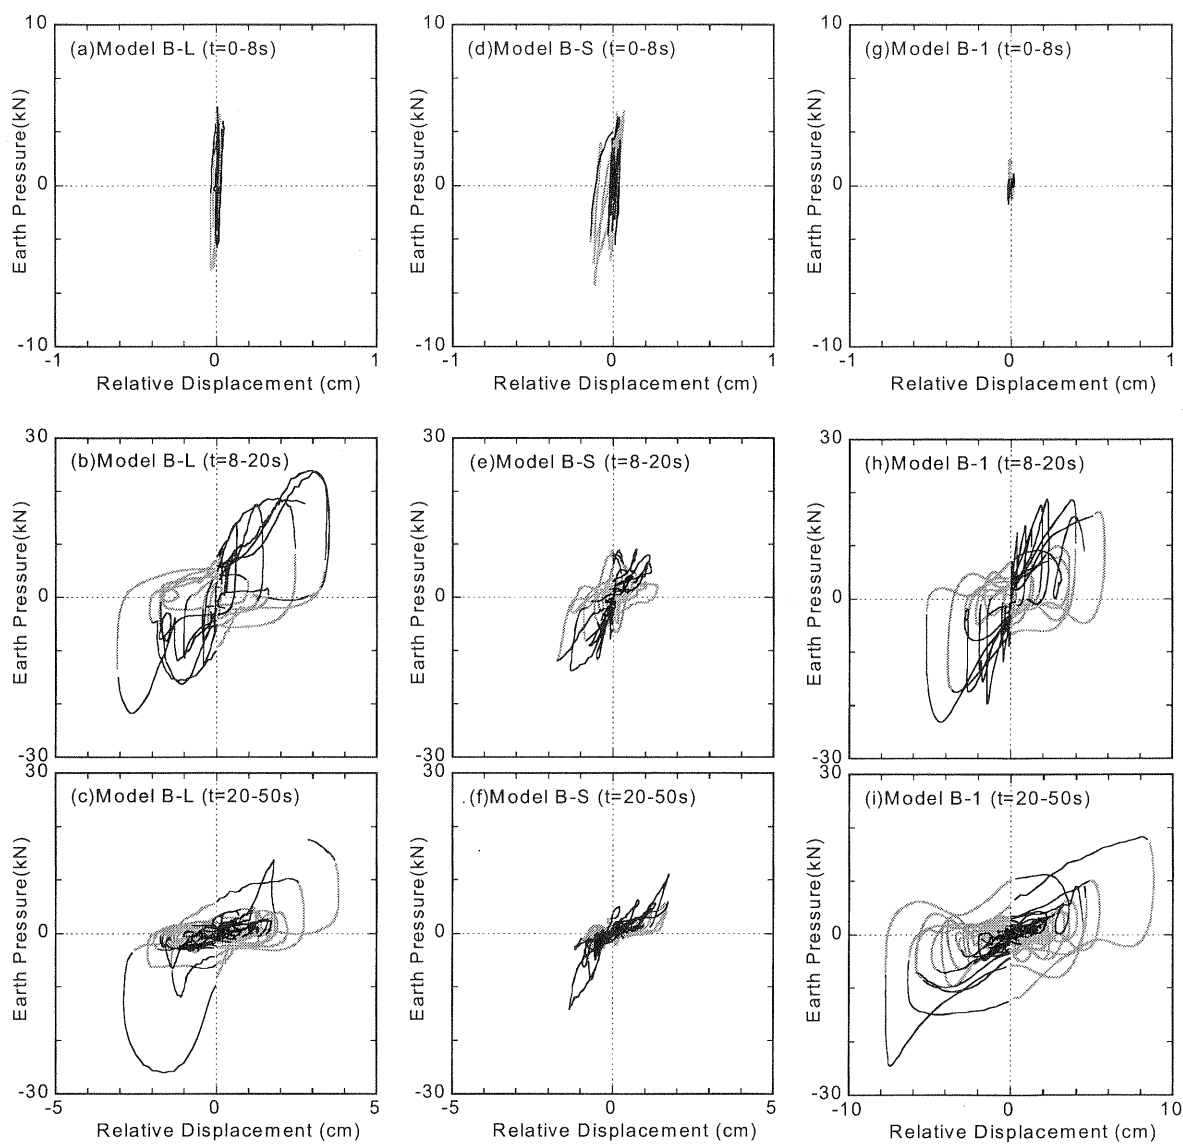 10
(a)Model B-L (t=0-8s)
Earth Pressure(kN)
0
-10
-1
0
1
Relative Displacement (cm)
10
(d)Model B-S (t=0-8s)
Earth Pressure(kN)
0
-10
-1
0
1
Relative Displacement (cm)
10
(g)Model B-1 (t=0-8s)
Earth Pressure(kN)
0
-10
-1
0
1
Relative Displacement (cm)
30
(b)Model B-L (t=8-20s)
Earth Pressure(kN)
0
-30
30
(e)Model B-S (t=8-20s)
Earth Pressure(kN)
0
-30
30
(h)Model B-1 (t=8-20s)
Earth Pressure(kN)
0
-30
30
(c)Model B-L (t=20-50s)
Earth Pressure(kN)
0
-30
-5
0
5
Relative Displacement (cm)
30
(f)Model B-S (t=20-50s)
Earth Pressure(kN)
0
-30
-5
0
5
Relative Displacement (cm)
30
(i)Model B-1 (t=20-50s)
Earth Pressure(kN)
0
-30
-10
0
10
Relative Displacement (cm)